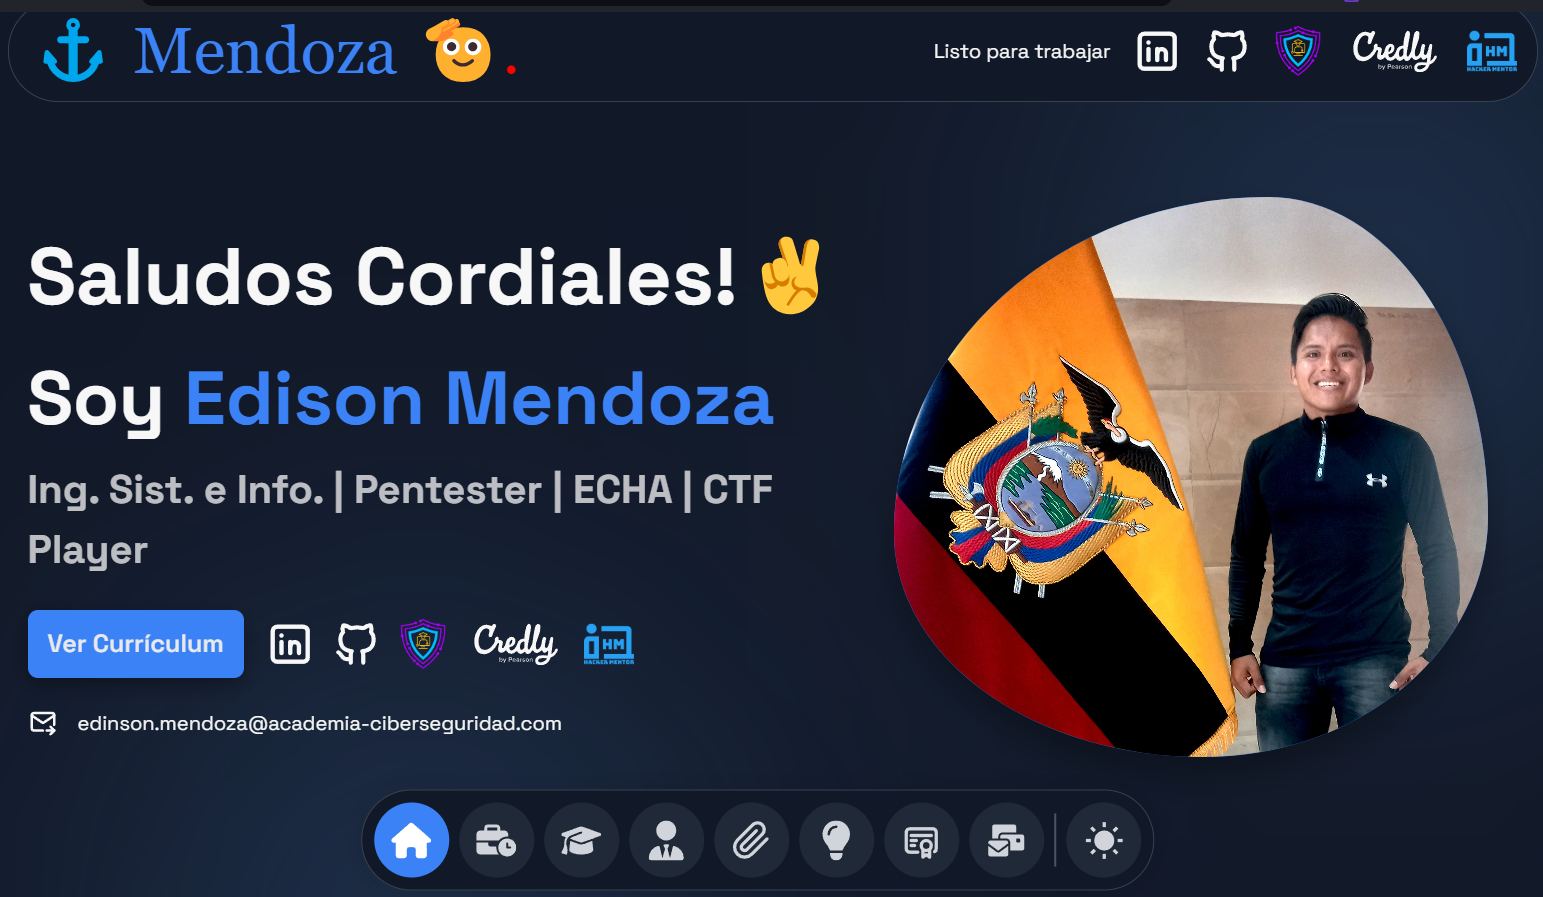 Mendoza .
Listo para trabajar
Credly
by Pearson
HM
HACKER MENTOR
Saludos Cordiales!
Soy Edison Mendoza
Ing. Sist. e Info. | Pentester | ECHA | CTF
Player
Ver Currículum
in
Credly
by Pearson
HM
HACKER MENTOR
edinson.mendoza@academia-ciberseguridad.com